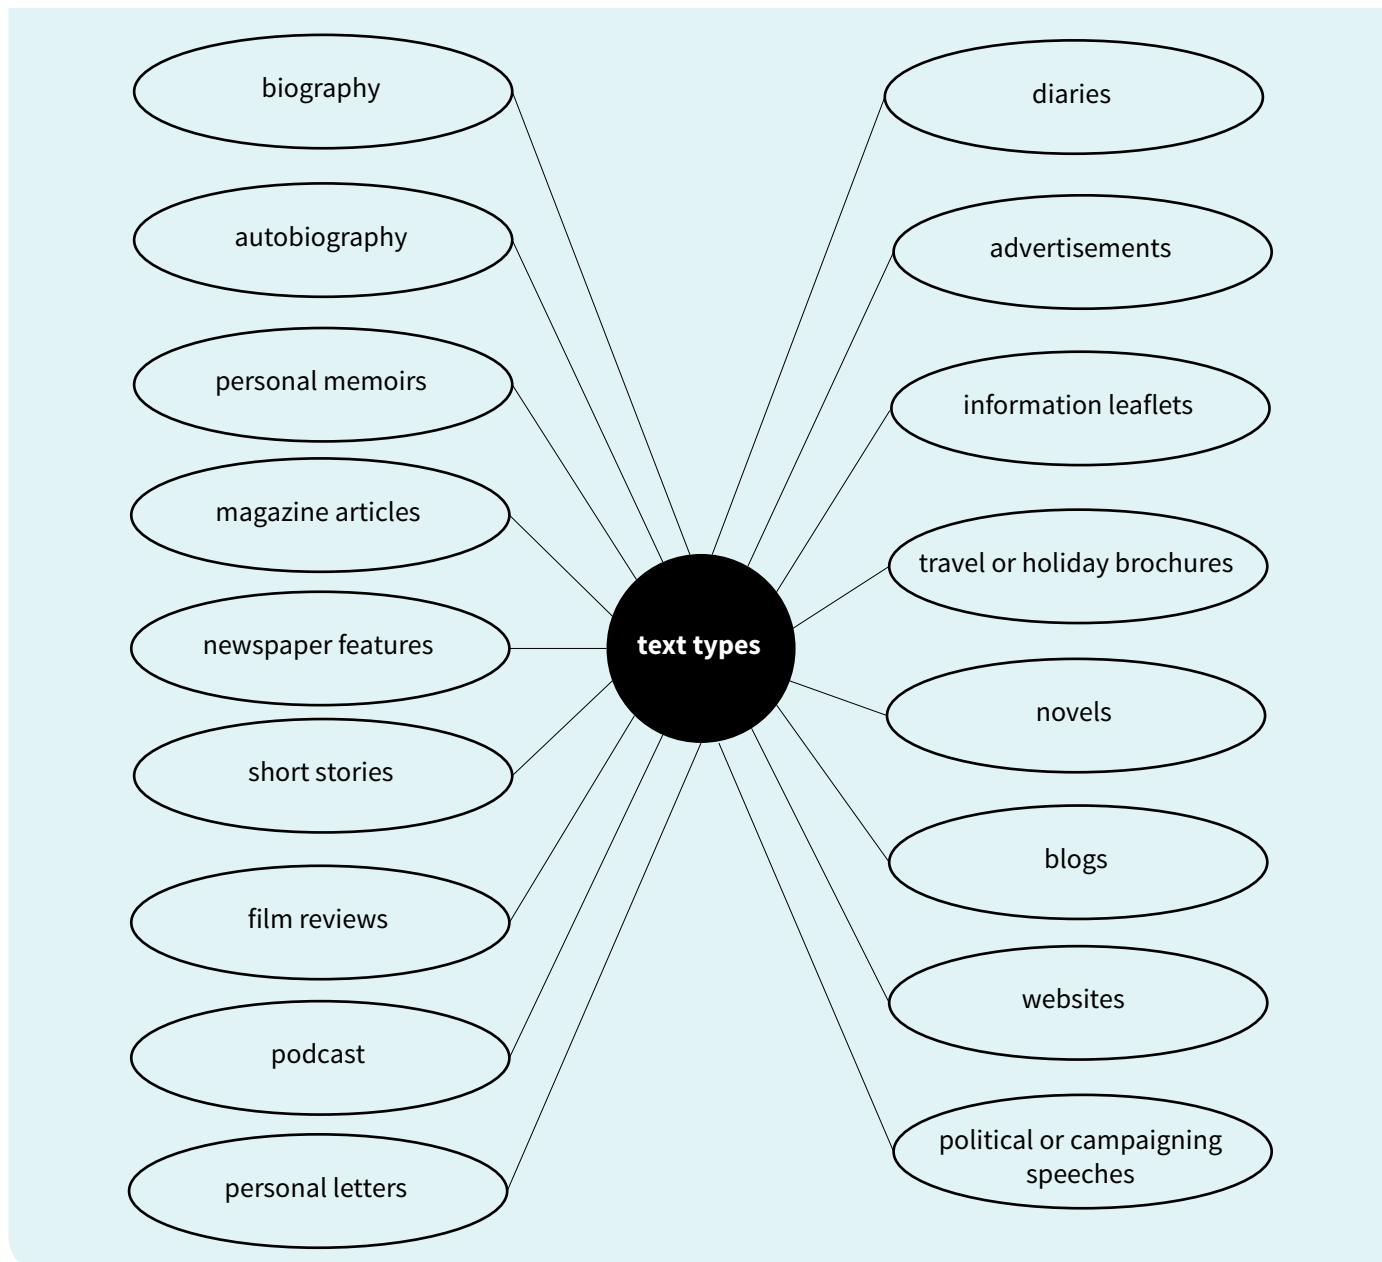 biography
autobiography
personal memoirs
magazine articles
newspaper features
short stories
film reviews
podcast
personal letters
text types
diaries
advertisements
information leaflets
travel or holiday brochures
novels
blogs
websites
political or campaigning
speeches